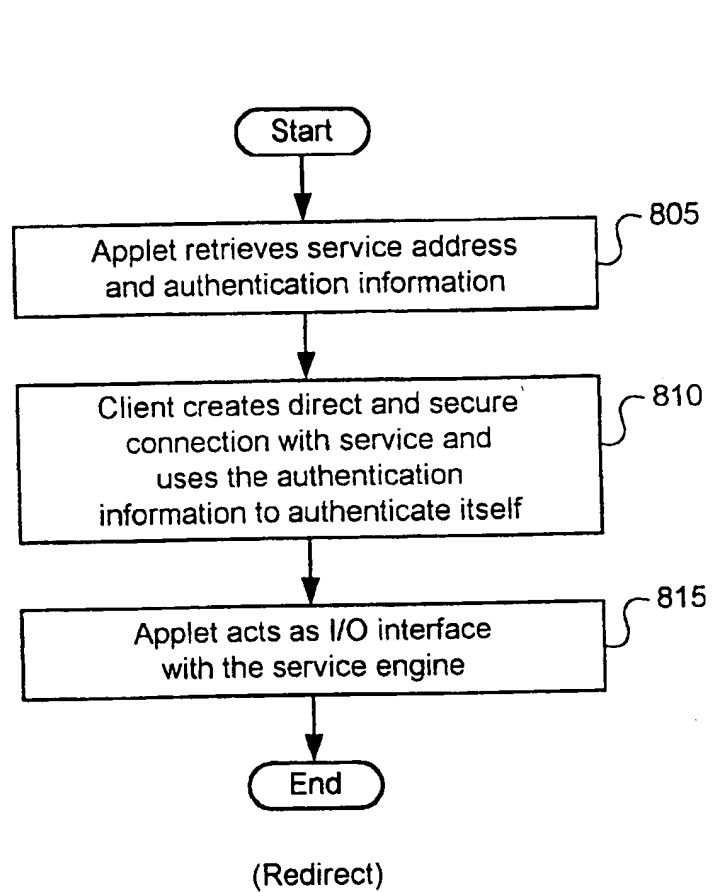 Start
805
Applet retrieves service address
and authentication information
810
Client creates direct and secure
connection with service and
uses the authentication
information to authenticate itself
815
Applet acts as I/O interface
with the service engine
End
(Redirect)